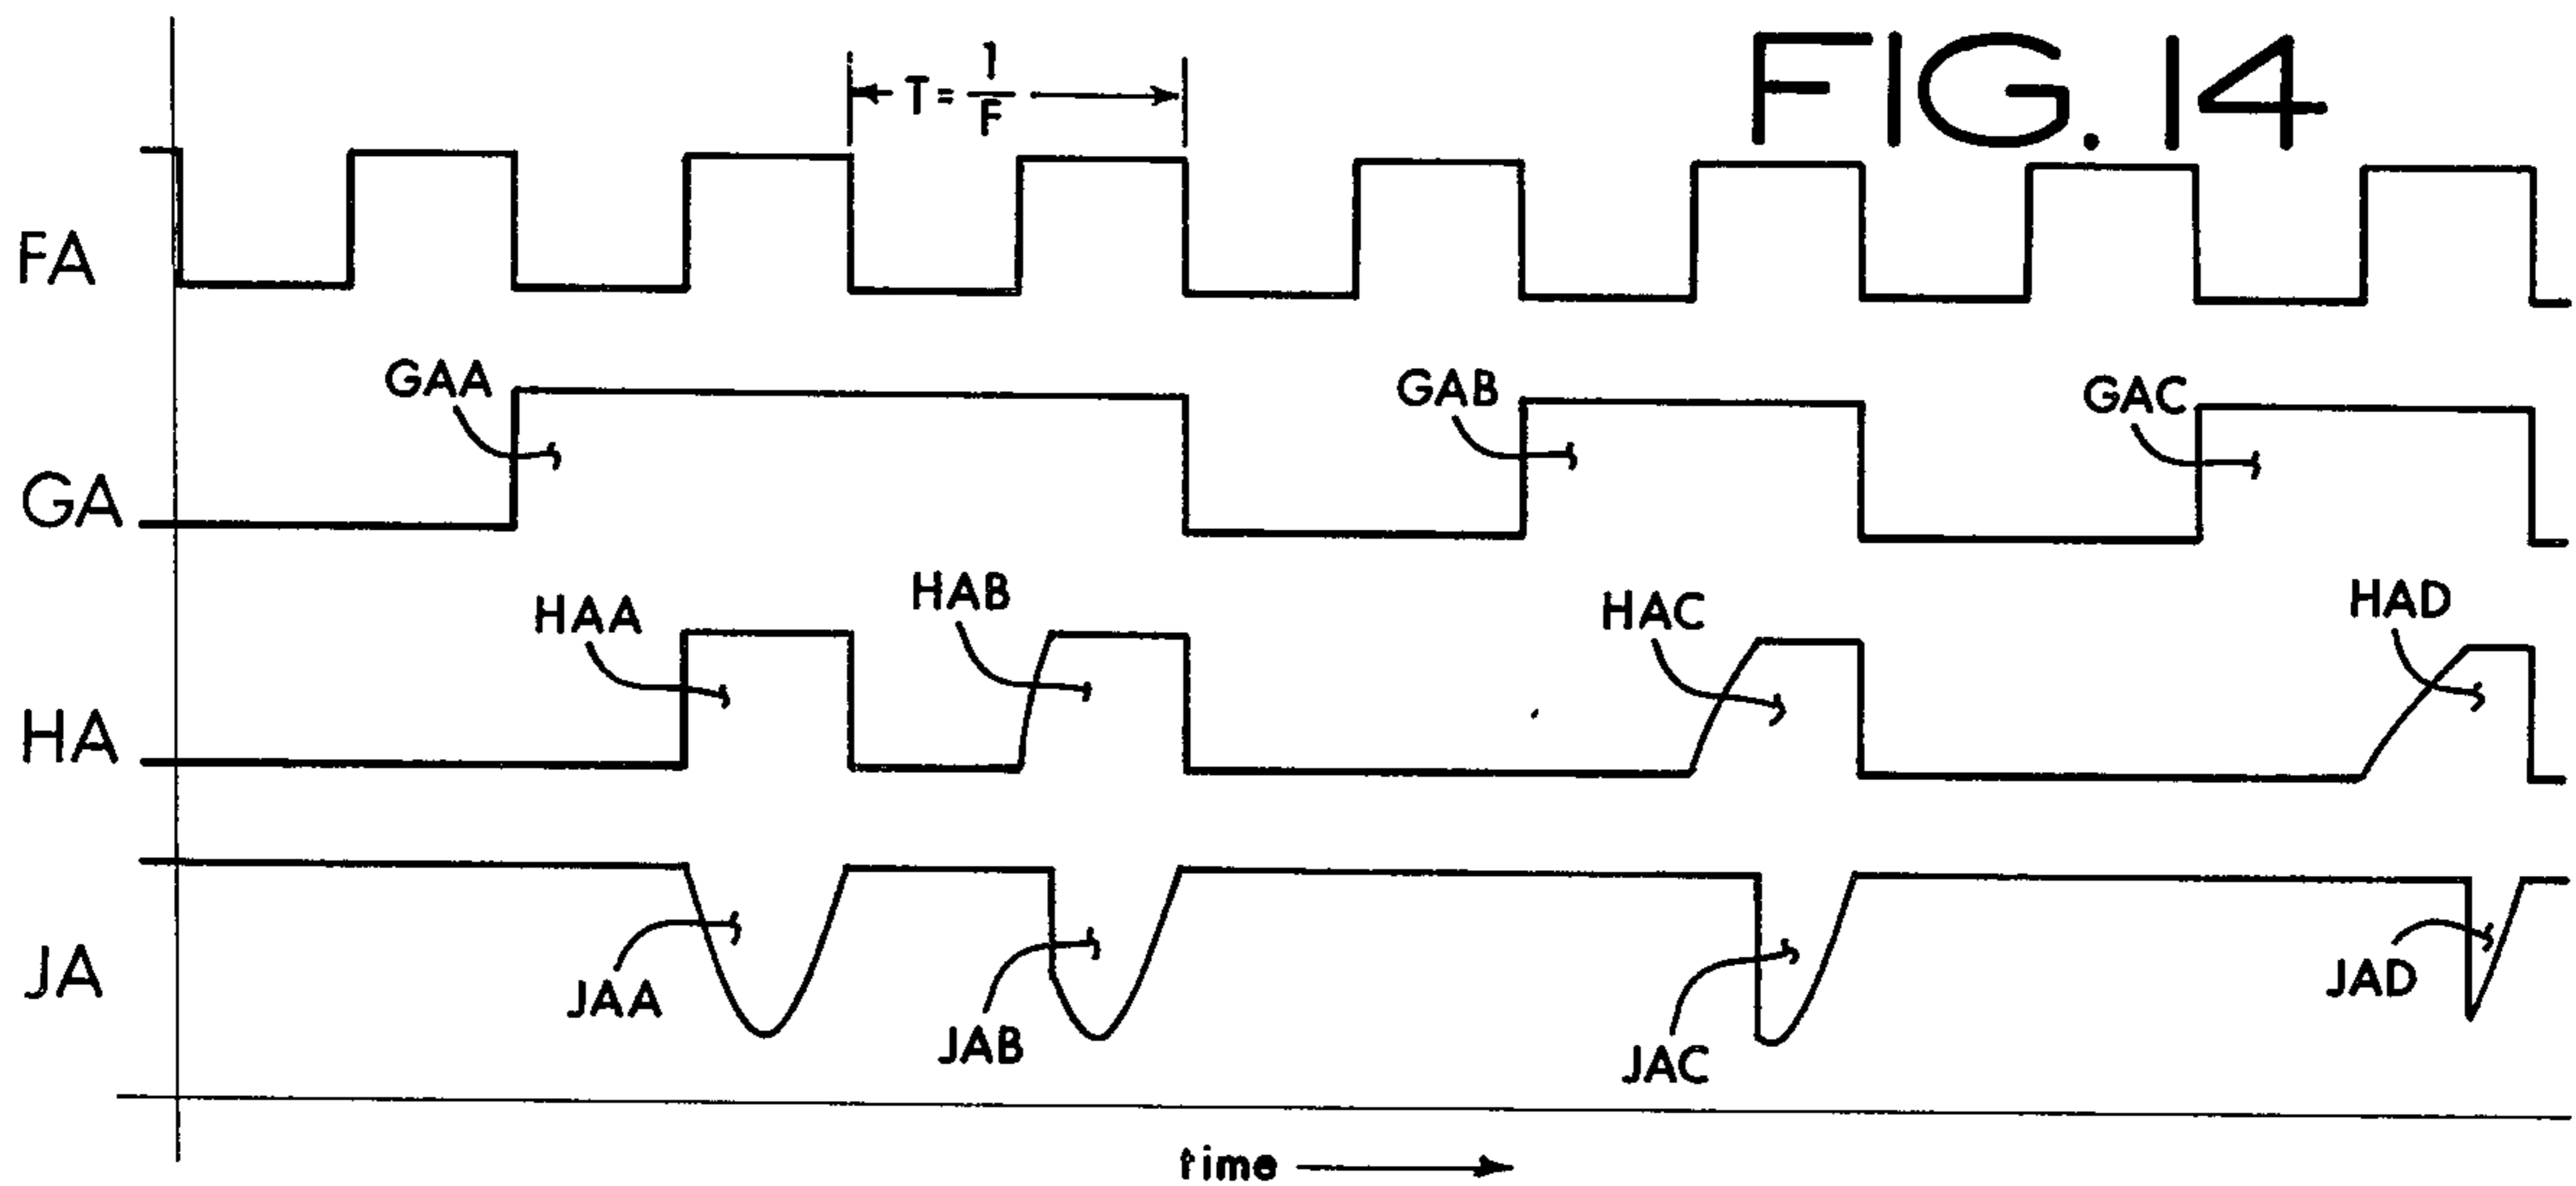 FIG. 14
T = 1/F
FA
GAA
GAB
GAC
GA
HAA
HAB
HAC
HAD
HA
JAA
JAB
JAC
JAD
JA
time